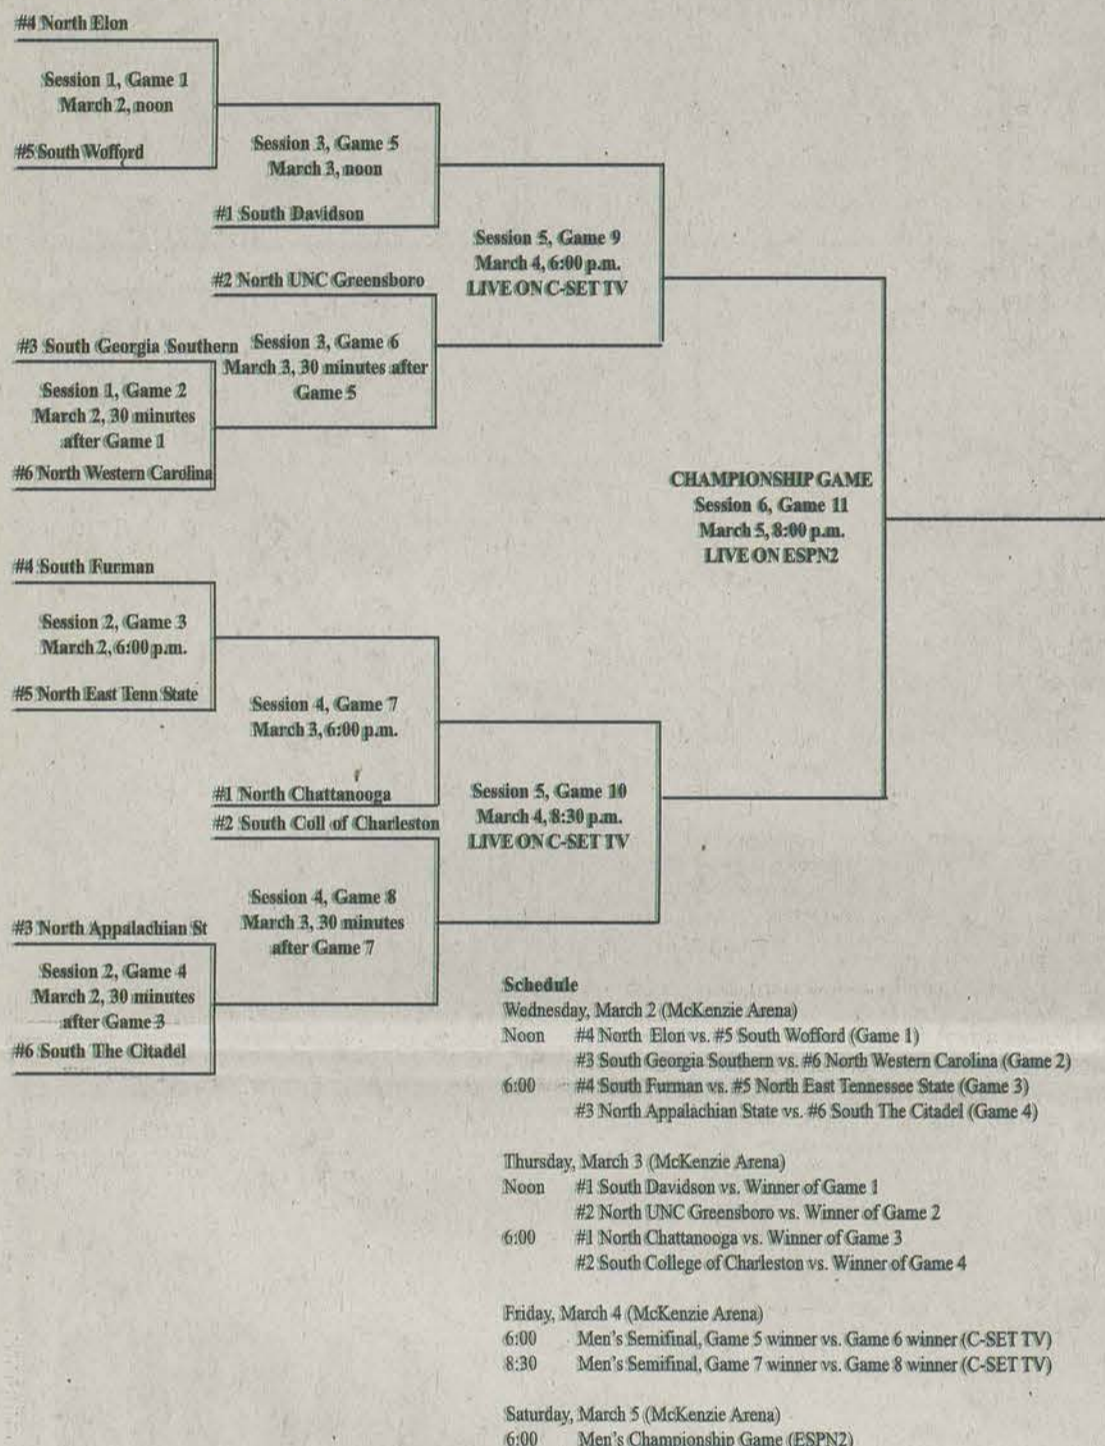 #4 North Elon
Session 1, Game 1
March 2, noon
#5 South Wofford
Session 3, Game 5
March 3, noon
#1 South Davidson
Session 5, Game 9
March 4, 6:00 p.m.
LIVE ON C-SET TV
#2 North UNC Greensboro
#3 South Georgia Southern
Session 3, Game 6
March 3, 30 minutes after
Game 5
Session 1, Game 2
March 2, 30 minutes
after Game 1
#6 North Western Carolina
CHAMPIONSHIP GAME
Session 6, Game 11
March 5, 8:00 p.m.
LIVE ON ESPN2
#4 South Furman
Session 2, Game 3
March 2, 6:00 p.m.
#5 North East Tenn State
Session 4, Game 7
March 3, 6:00 p.m.
#1 North Chattanooga
#2 South Coll of Charleston
Session 5, Game 10
March 4, 8:30 p.m.
LIVE ON C-SET TV
Session 4, Game 8
March 3, 30 minutes
after Game 7
#3 North Appalachian St
Session 2, Game 4
March 2, 30 minutes
after Game 3
#6 South The Citadel
Schedule
Wednesday, March 2 (McKenzie Arena)
Noon #4 North Elon vs. #5 South Wofford (Game 1)
#3 South Georgia Southern vs. #6 North Western Carolina (Game 2)
6:00 #4 South Furman vs. #5 North East Tennessee State (Game 3)
#3 North Appalachian State vs. #6 South The Citadel (Game 4)
Thursday, March 3 (McKenzie Arena)
Noon #1 South Davidson vs. Winner of Game 1
#2 North UNC Greensboro vs. Winner of Game 2
6:00 #1 North Chattanooga vs. Winner of Game 3
#2 South College of Charleston vs. Winner of Game 4
Friday, March 4 (McKenzie Arena)
6:00 Men's Semifinal, Game 5 winner vs. Game 6 winner (C-SET TV)
8:30 Men's Semifinal, Game 7 winner vs. Game 8 winner (C-SET TV)
Saturday, March 5 (McKenzie Arena)
6:00 Men's Championship Game (ESPN2)